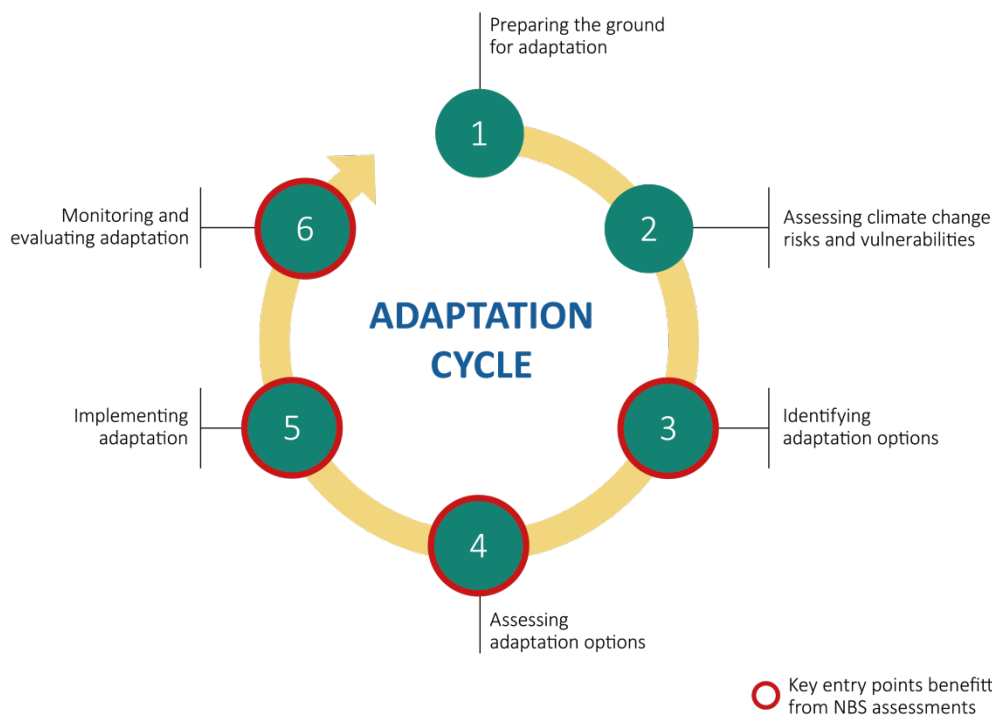 Preparing the ground
for adaptation
1
2
Assessing climate change
risks and vulnerabilities
3
Identifying
adaptation options
4
Assessing
adaptation options
5
Implementing
adaptation
6
Monitoring and
evaluating adaptation
ADAPTATION
CYCLE
Key entry points benefitt
from NBS assessments